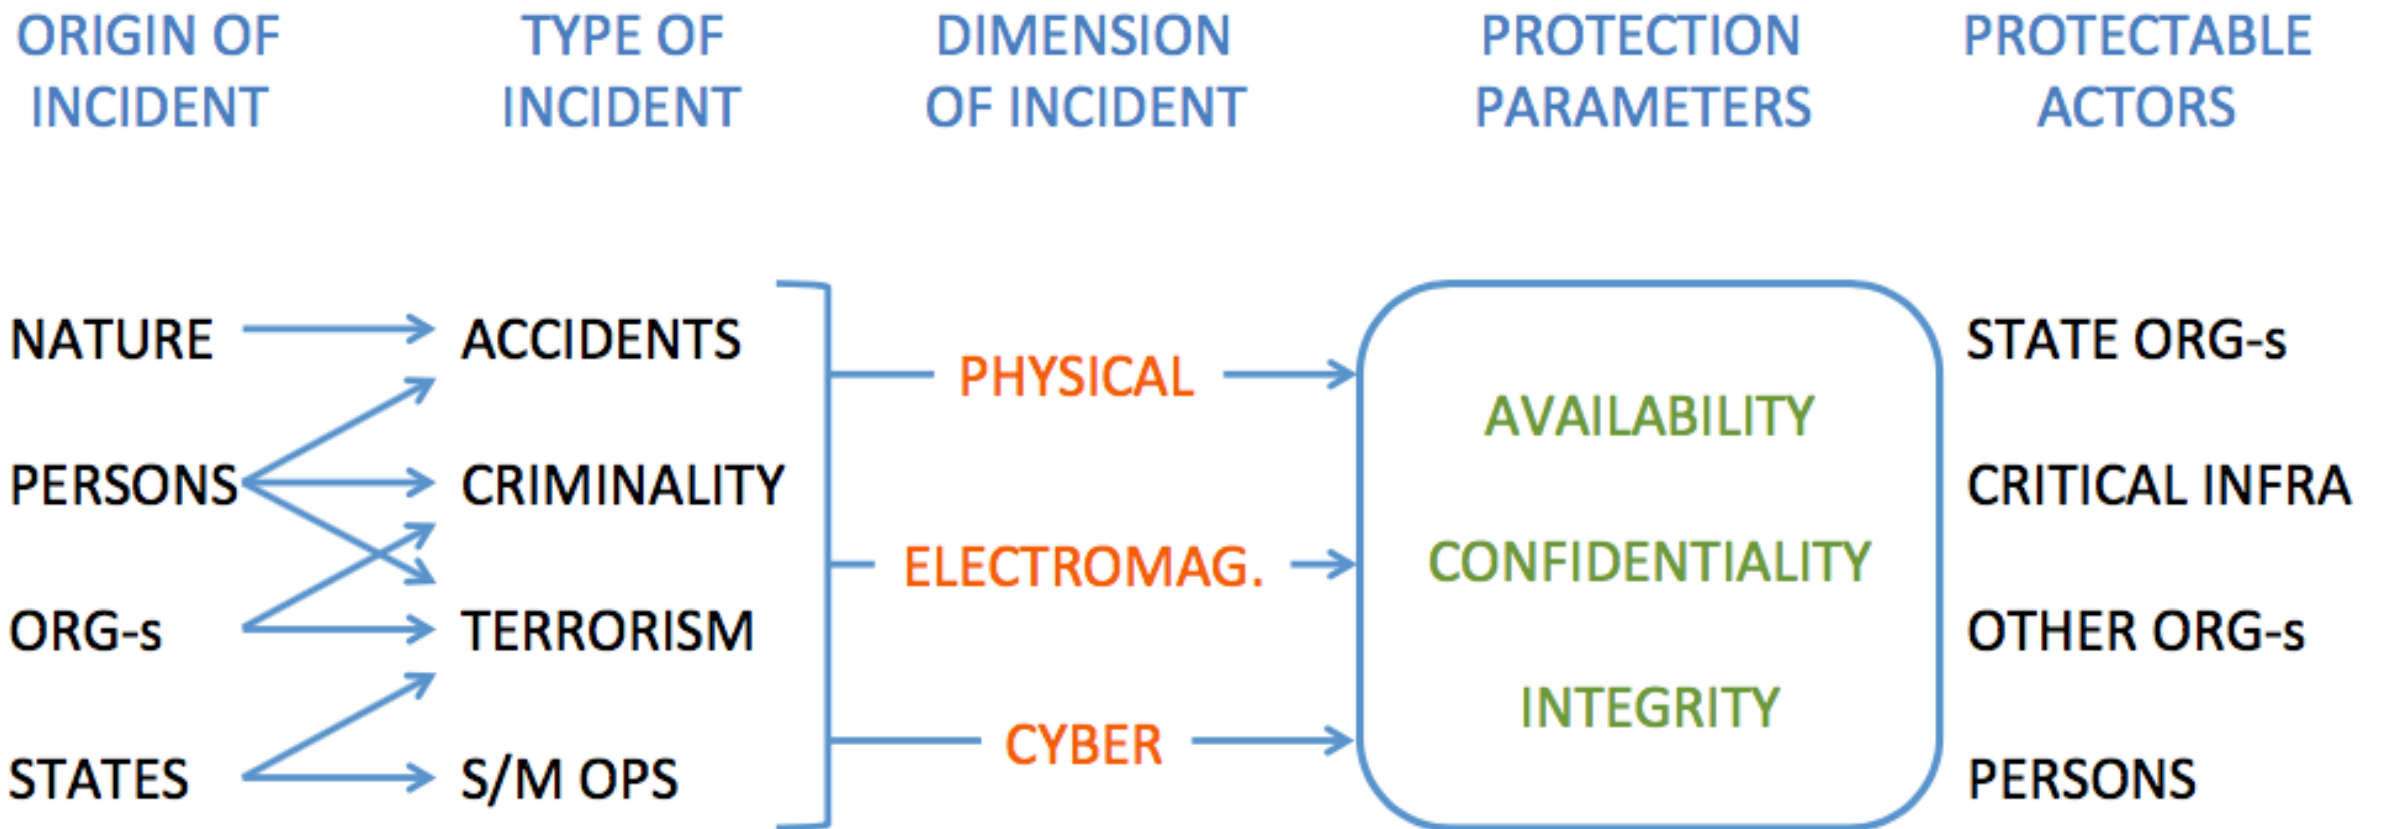 ORIGIN OF
INCIDENT
TYPE OF
INCIDENT
DIMENSION
OF INCIDENT
PROTECTION
PARAMETERS
PROTECTABLE
ACTORS
NATURE
PERSONS
ORG-s
STATES
ACCIDENTS
CRIMINALITY
TERRORISM
S/M OPS
PHYSICAL
ELECTROMAG.
CYBER
AVAILABILITY
CONFIDENTIALITY
INTEGRITY
STATE ORG-s
CRITICAL INFRA
OTHER ORG-s
PERSONS